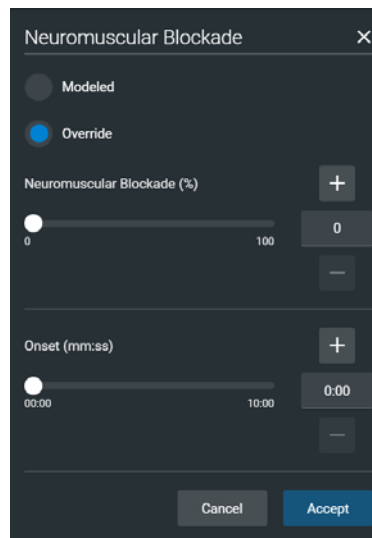 Neuromuscular Blockade ×
Modeled
Override
Neuromuscular Blockade (%) +
0
0 100
−
Onset (mm:ss) +
0:00
00:00 10:00
−
Cancel Accept